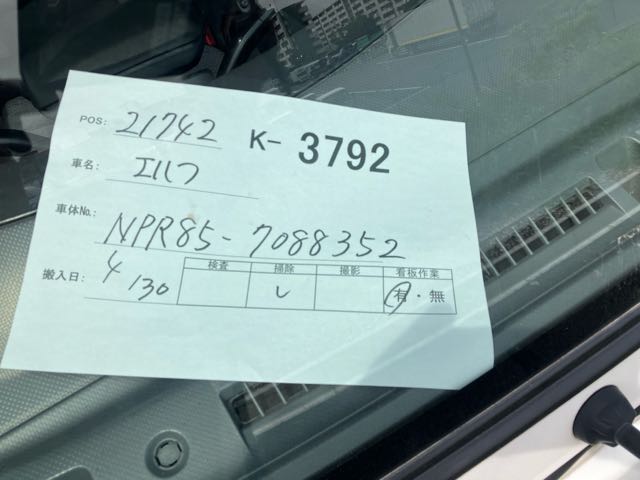 POS: 21742 K- 3792
車名: エルフ
車体No.: NPR85-7088352
搬入日: 4/30
検査 掃除 撮影 看板作業
レ 有・無